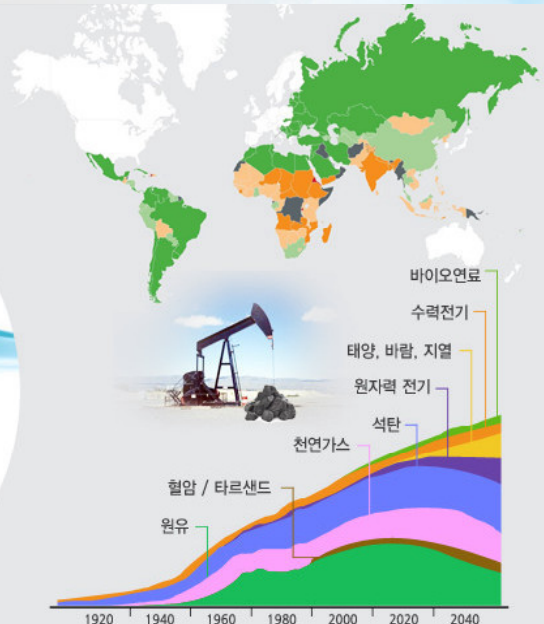 바이오연료
수력전기
태양, 바람, 지열
원자력 전기
석탄
천연가스
혈암 / 타르샌드
원유
1920 1940 1960 1980 2000 2020 2040